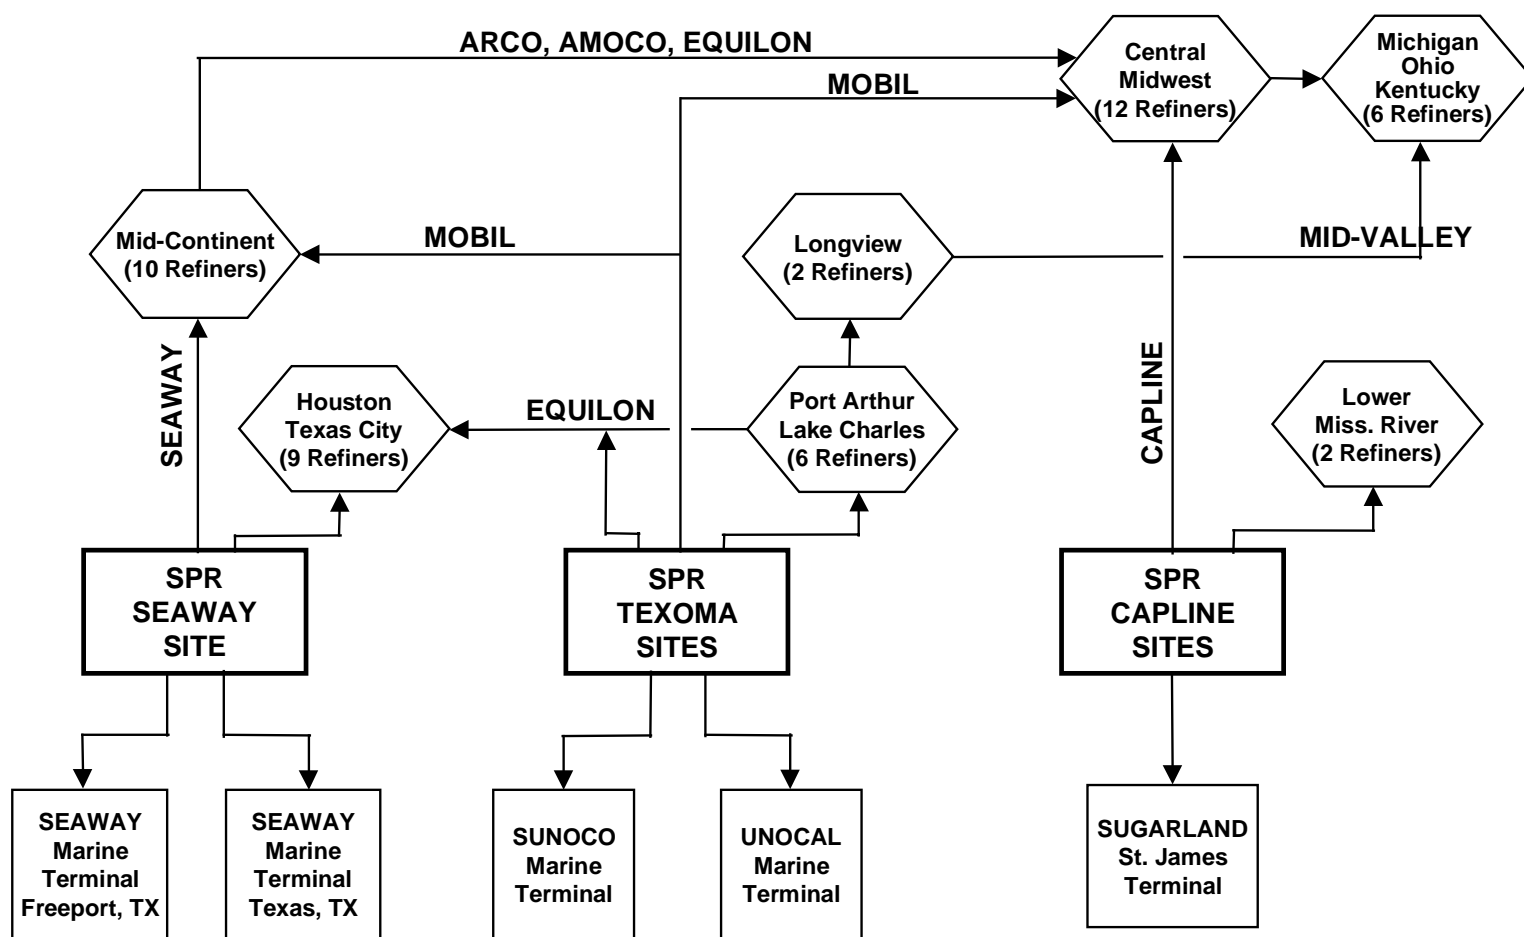 ARCO, AMOCO, EQUILON
Central
Midwest
(12 Refiners)
Michigan
Ohio
Kentucky
(6 Refiners)
MOBIL
Mid-Continent
(10 Refiners)
MOBIL
Longview
(2 Refiners)
MID-VALLEY
SEAWAY
Houston
Texas City
(9 Refiners)
EQUILON
Port Arthur
Lake Charles
(6 Refiners)
CAPLINE
Lower
Miss. River
(2 Refiners)
SPR
SEAWAY
SITE
SPR
TEXOMA
SITES
SPR
CAPLINE
SITES
SEAWAY
Marine
Terminal
Freeport, TX
SEAWAY
Marine
Terminal
Texas, TX
SUNOCO
Marine
Terminal
UNOCAL
Marine
Terminal
SUGARLAND
St. James
Terminal